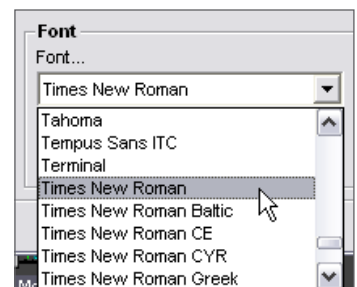 Font
Font...
Times New Roman
Tahoma
Tempus Sans ITC
Terminal
Times New Roman
Times New Roman Baltic
Times New Roman CE
Times New Roman CYR
Times New Roman Greek